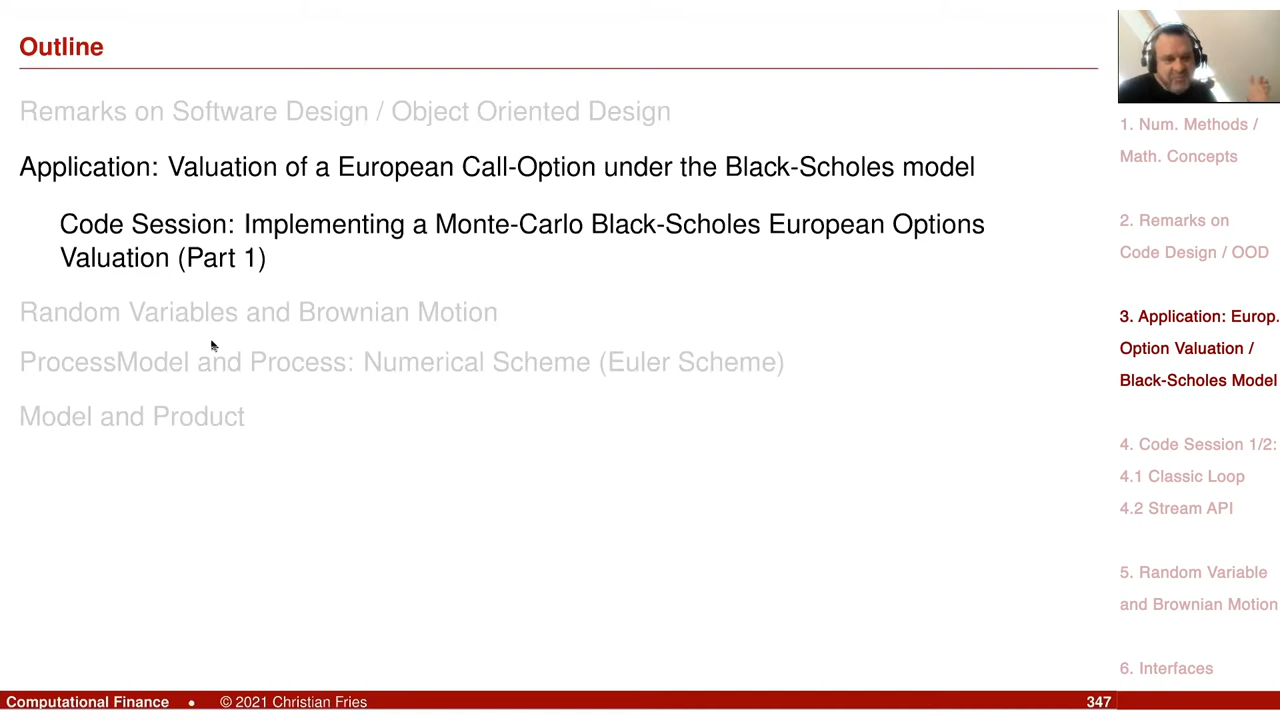 Outline
Remarks on Software Design / Object Oriented Design
Application: Valuation of a European Call-Option under the Black-Scholes model
Code Session: Implementing a Monte-Carlo Black-Scholes European Options
Valuation (Part 1)
Random Variables and Brownian Motion
ProcessModel and Process: Numerical Scheme (Euler Scheme)
Model and Product
1. Num. Methods /
Math. Concepts
2. Remarks on
Code Design / OOD
3. Application: Europ.
Option Valuation /
Black-Scholes Model
4. Code Session 1/2:
4.1 Classic Loop
4.2 Stream API
5. Random Variable
and Brownian Motion
6. Interfaces
Computational Finance • © 2021 Christian Fries 347